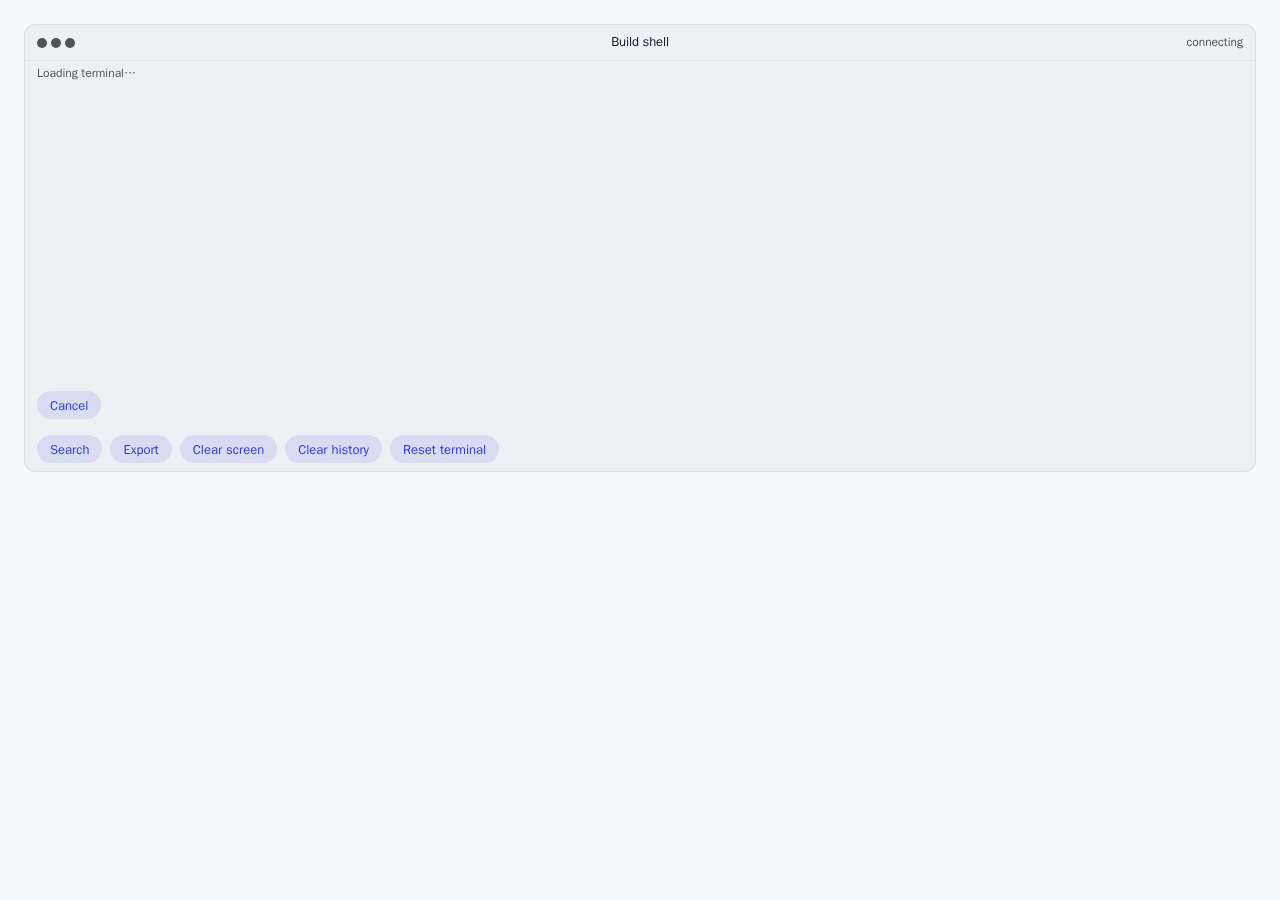 Build shell
connecting
Loading terminal…
Cancel
Search
Export
Clear screen
Clear history
Reset terminal